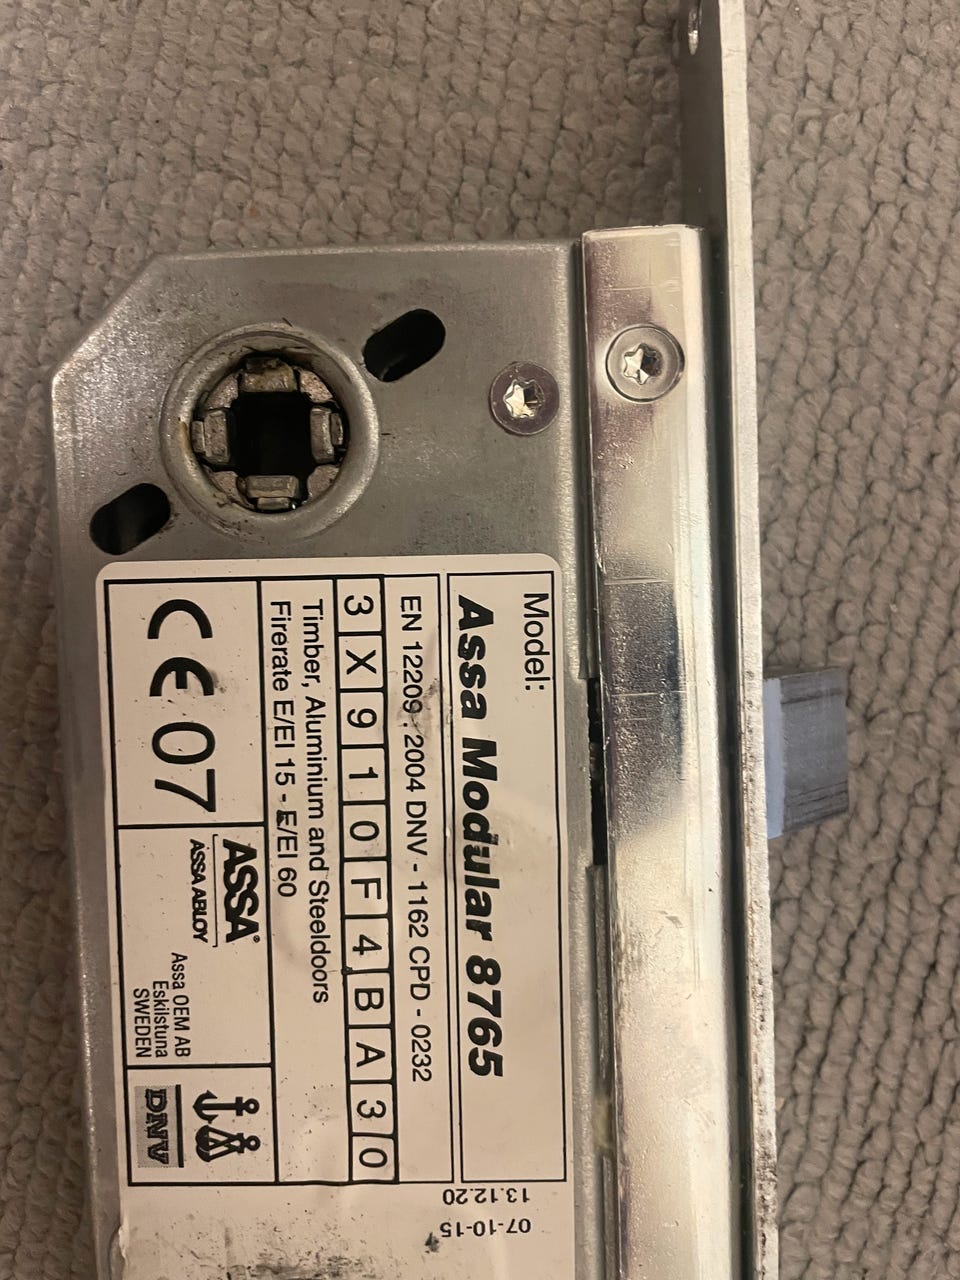 Model:
Assa Modular 8765
EN 12209 : 2004 DNV - 1162 CPD - 0232
3 X 9 1 0 F 4 B A 3 0
Timber, Aluminium and Steeldoors
Firerate E/EI 15 - E/EI 60
CE 07
ASSA®
ASSA ABLOY
Assa OEM AB
Eskilstuna
SWEDEN
DNV
07-10-15
13.12.20